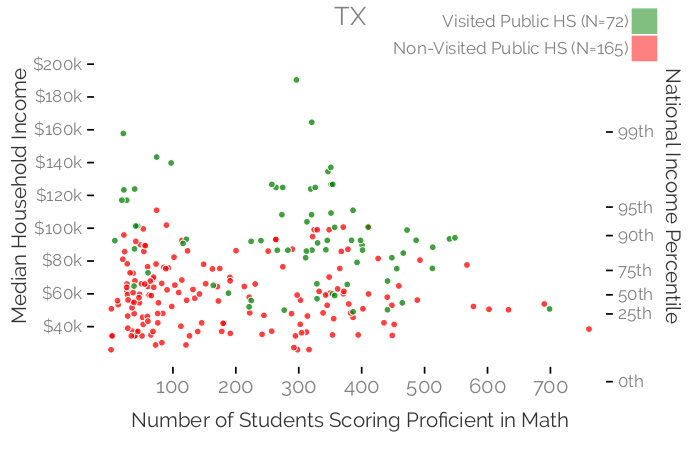 TX
Visited Public HS (N=72)
Non-Visited Public HS (N=165)
Median Household Income
$200k
$180k
$160k
$140k
$120k
$100k
$80k
$60k
$40k
National Income Percentile
99th
95th
90th
75th
50th
25th
0th
100 200 300 400 500 600 700
Number of Students Scoring Proficient in Math